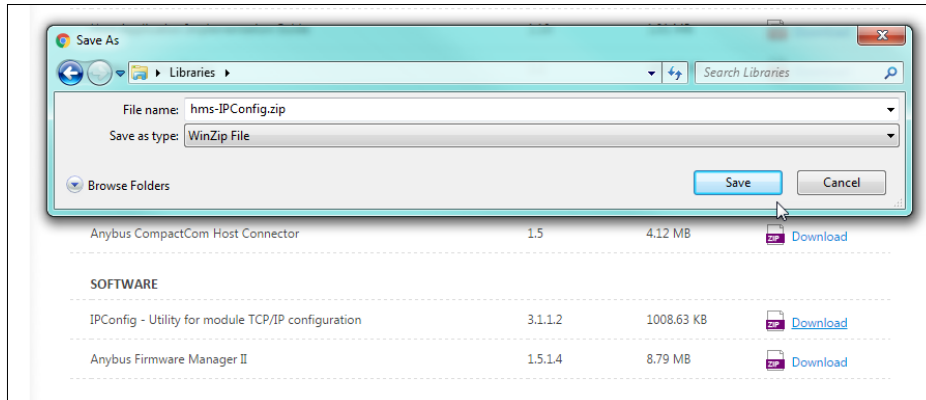 Save As
Libraries
Search Libraries
File name: hms-IPConfig.zip
Save as type: WinZip File
Browse Folders
Save
Cancel
Anybus CompactCom Host Connector 1.5 4.12 MB ZIP Download
SOFTWARE
IPConfig - Utility for module TCP/IP configuration 3.1.1.2 1008.63 KB ZIP Download
Anybus Firmware Manager II 1.5.1.4 8.79 MB ZIP Download